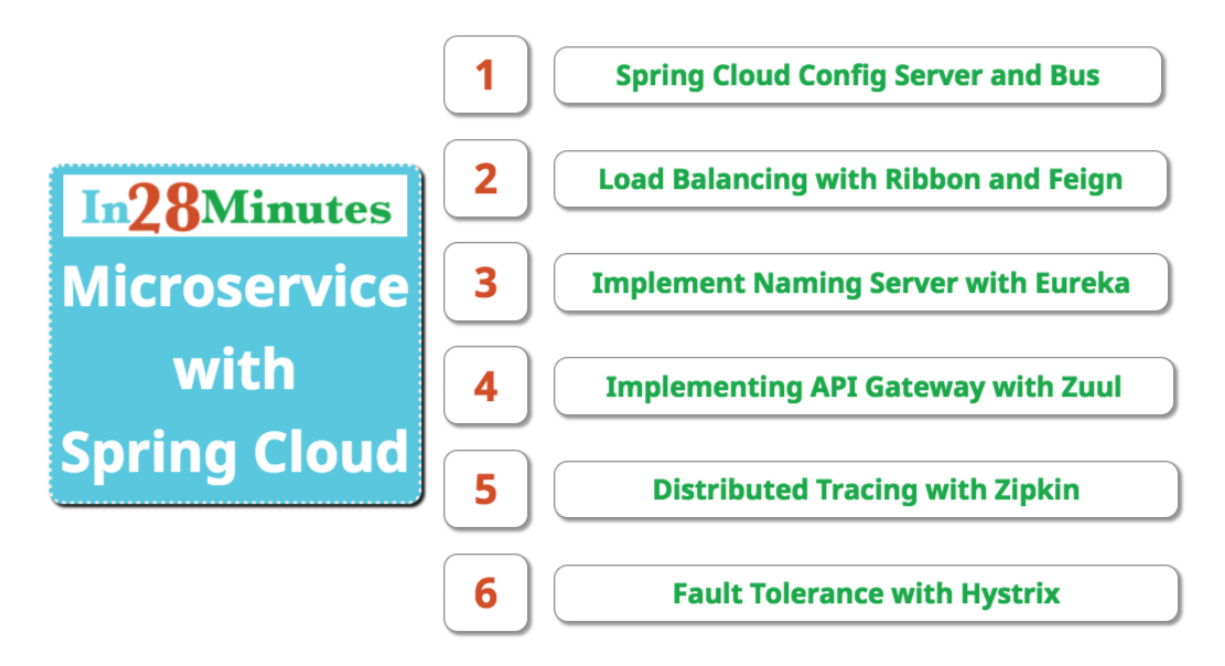 In28Minutes
Microservice
with
Spring Cloud
1
Spring Cloud Config Server and Bus
2
Load Balancing with Ribbon and Feign
3
Implement Naming Server with Eureka
4
Implementing API Gateway with Zuul
5
Distributed Tracing with Zipkin
6
Fault Tolerance with Hystrix